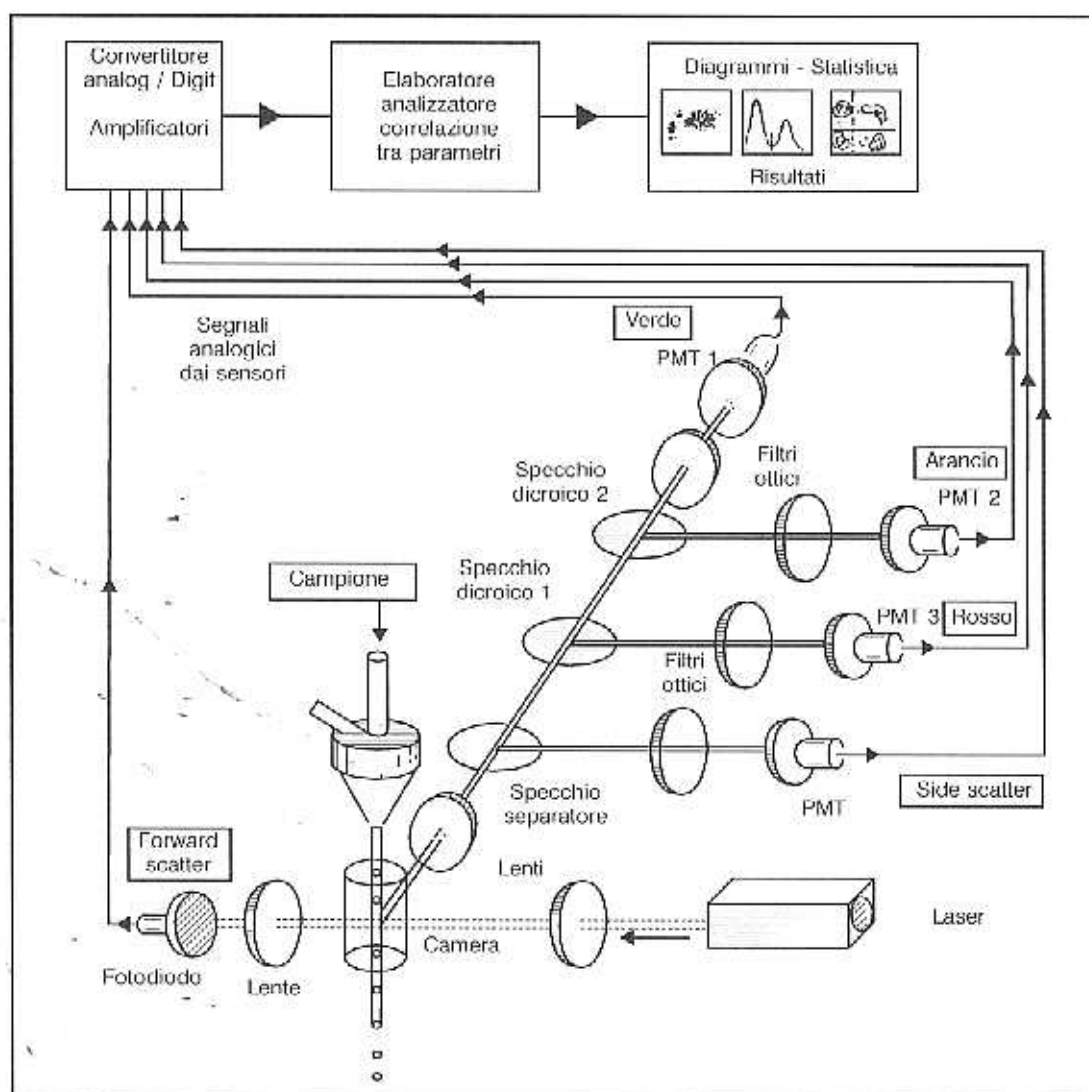 Convertitore
analog / Digit
Amplificatori
Elaboratore
analizzatore
correlazione
tra parametri
Diagrammi - Statistica
Risultati
Segnali
analogici
dai sensori
Verde
PMT 1
Specchio
dicroico 2
Filtri
ottici
Arancio
PMT 2
Campione
Specchio
dicroico 1
PMT 3
Rosso
Filtri
ottici
Specchio
separatore
PMT
Side scatter
Forward
scatter
Lenti
Laser
Camera
Fotodiodo
Lente